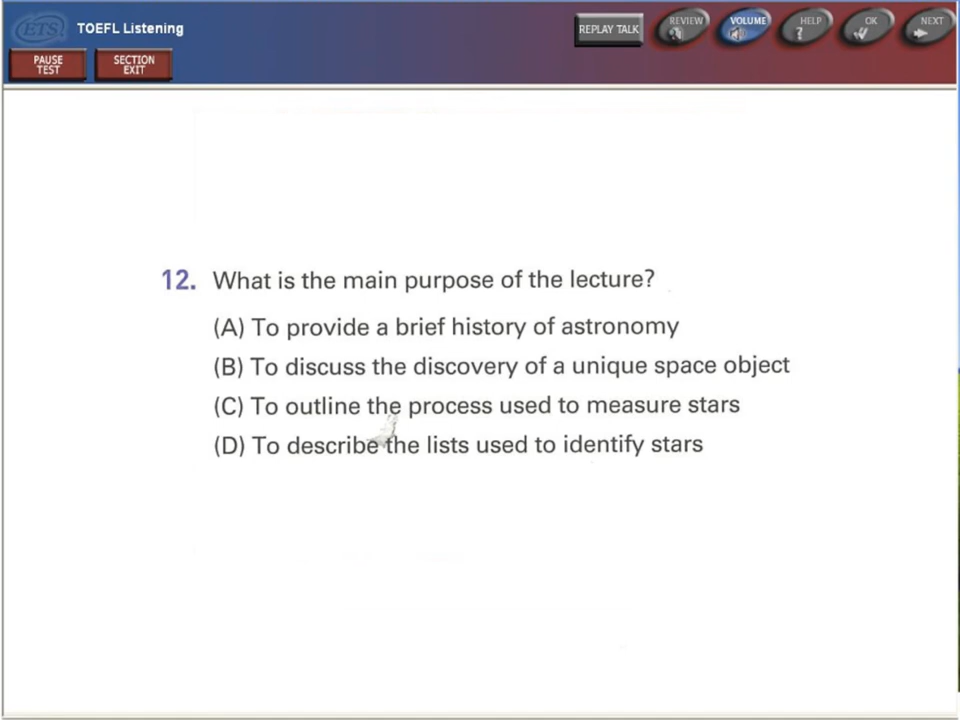 ETS TOEFL Listening
REPLAY TALK
REVIEW
VOLUME
HELP
?
OK
NEXT
PAUSE
TEST
SECTION
EXIT
12. What is the main purpose of the lecture?
(A) To provide a brief history of astronomy
(B) To discuss the discovery of a unique space object
(C) To outline the process used to measure stars
(D) To describe the lists used to identify stars